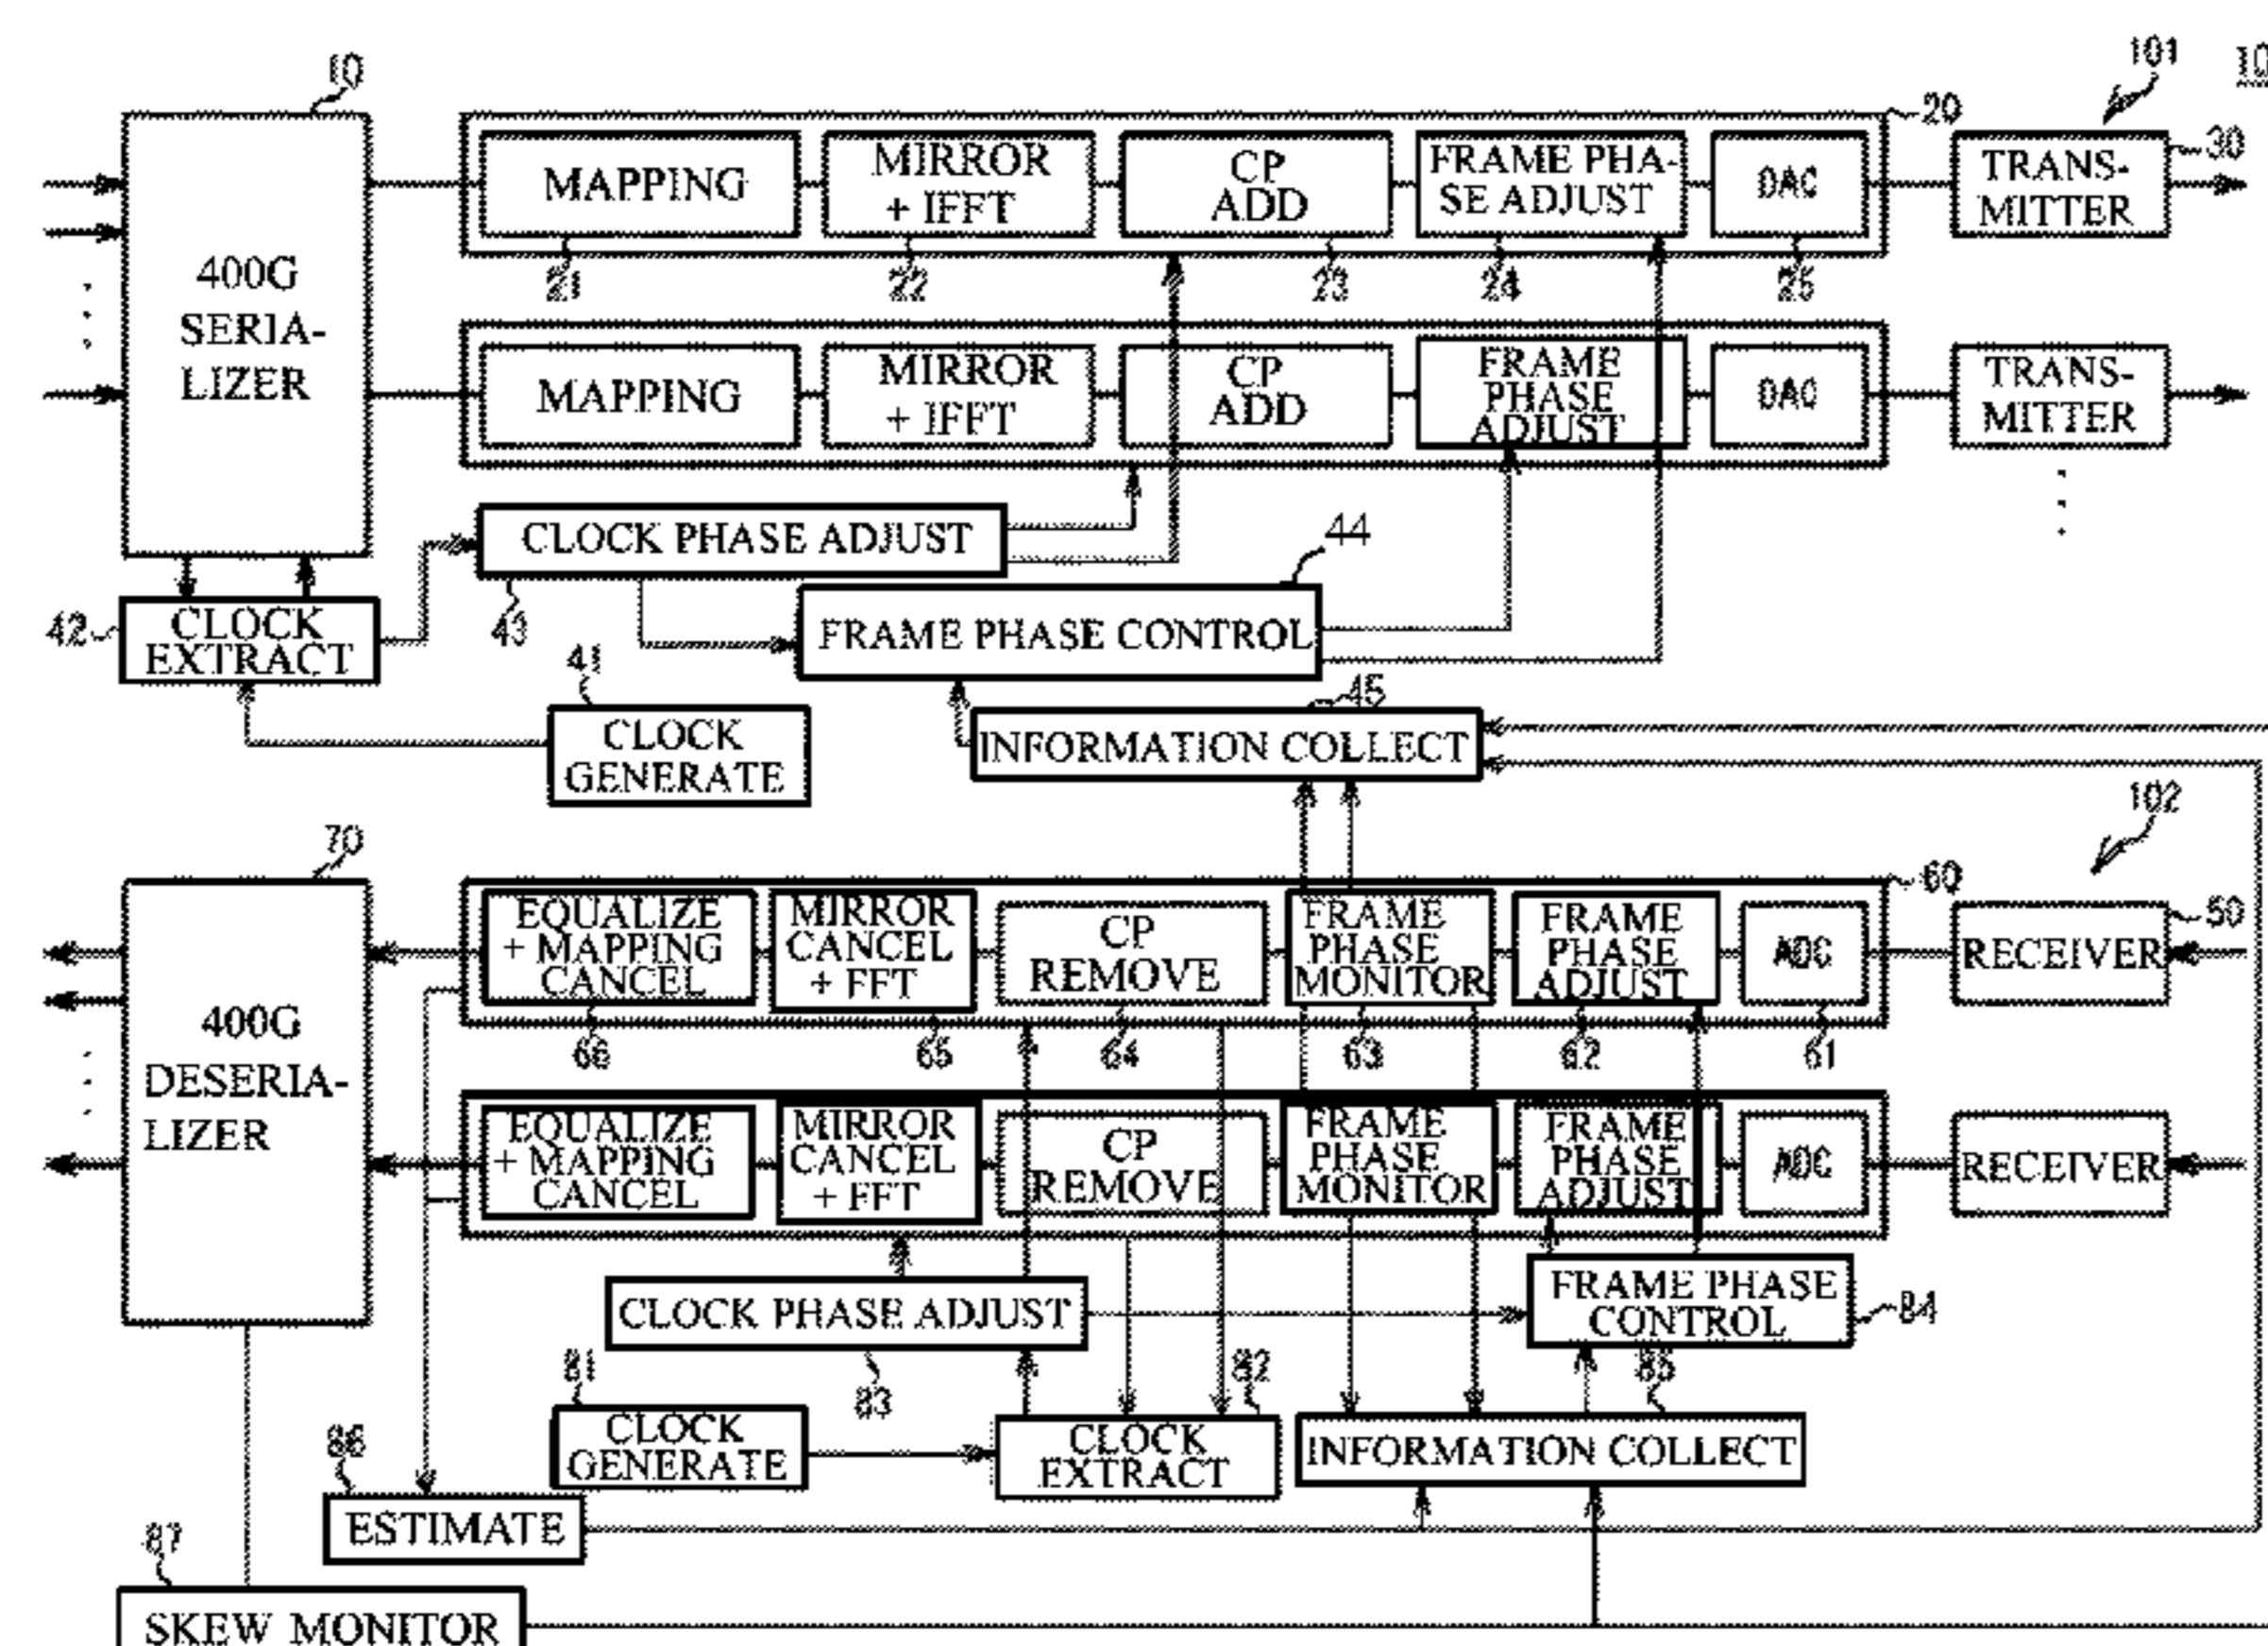 10
101
10
20
MAPPING
MIRROR
+ IFFT
CP
ADD
FRAME PHA-
SE ADJUST
DAC
TRANS-
MITTER
30
400G
SERIA-
LIZER
21
22
23
24
25
MAPPING
MIRROR
+ IFFT
CP
ADD
FRAME
PHASE
ADJUST
DAC
TRANS-
MITTER
CLOCK PHASE ADJUST
43
44
42
CLOCK
EXTRACT
FRAME PHASE CONTROL
41
CLOCK
GENERATE
45
INFORMATION COLLECT
102
70
60
EQUALIZE
+ MAPPING
CANCEL
MIRROR
CANCEL
+ FFT
CP
REMOVE
FRAME
PHASE
MONITOR
FRAME
PHASE
ADJUST
ADC
RECEIVER
50
400G
DESERIA-
LIZER
66
65
64
63
62
61
EQUALIZE
+ MAPPING
CANCEL
MIRROR
CANCEL
+ FFT
CP
REMOVE
FRAME
PHASE
MONITOR
FRAME
PHASE
ADJUST
ADC
RECEIVER
CLOCK PHASE ADJUST
83
FRAME PHASE
CONTROL
84
81
CLOCK
GENERATE
82
CLOCK
EXTRACT
85
INFORMATION COLLECT
86
ESTIMATE
87
SKEW MONITOR